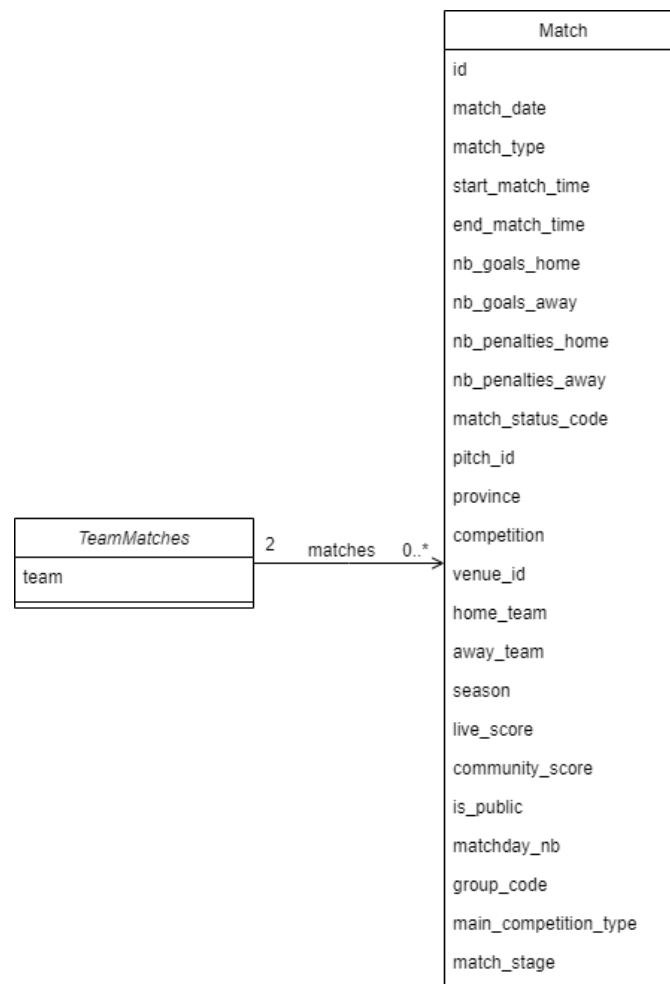 Match
id
match_date
match_type
start_match_time
end_match_time
nb_goals_home
nb_goals_away
nb_penalties_home
nb_penalties_away
match_status_code
pitch_id
province
TeamMatches
2 matches 0..*
competition
team
venue_id
home_team
away_team
season
live_score
community_score
is_public
matchday_nb
group_code
main_competition_type
match_stage